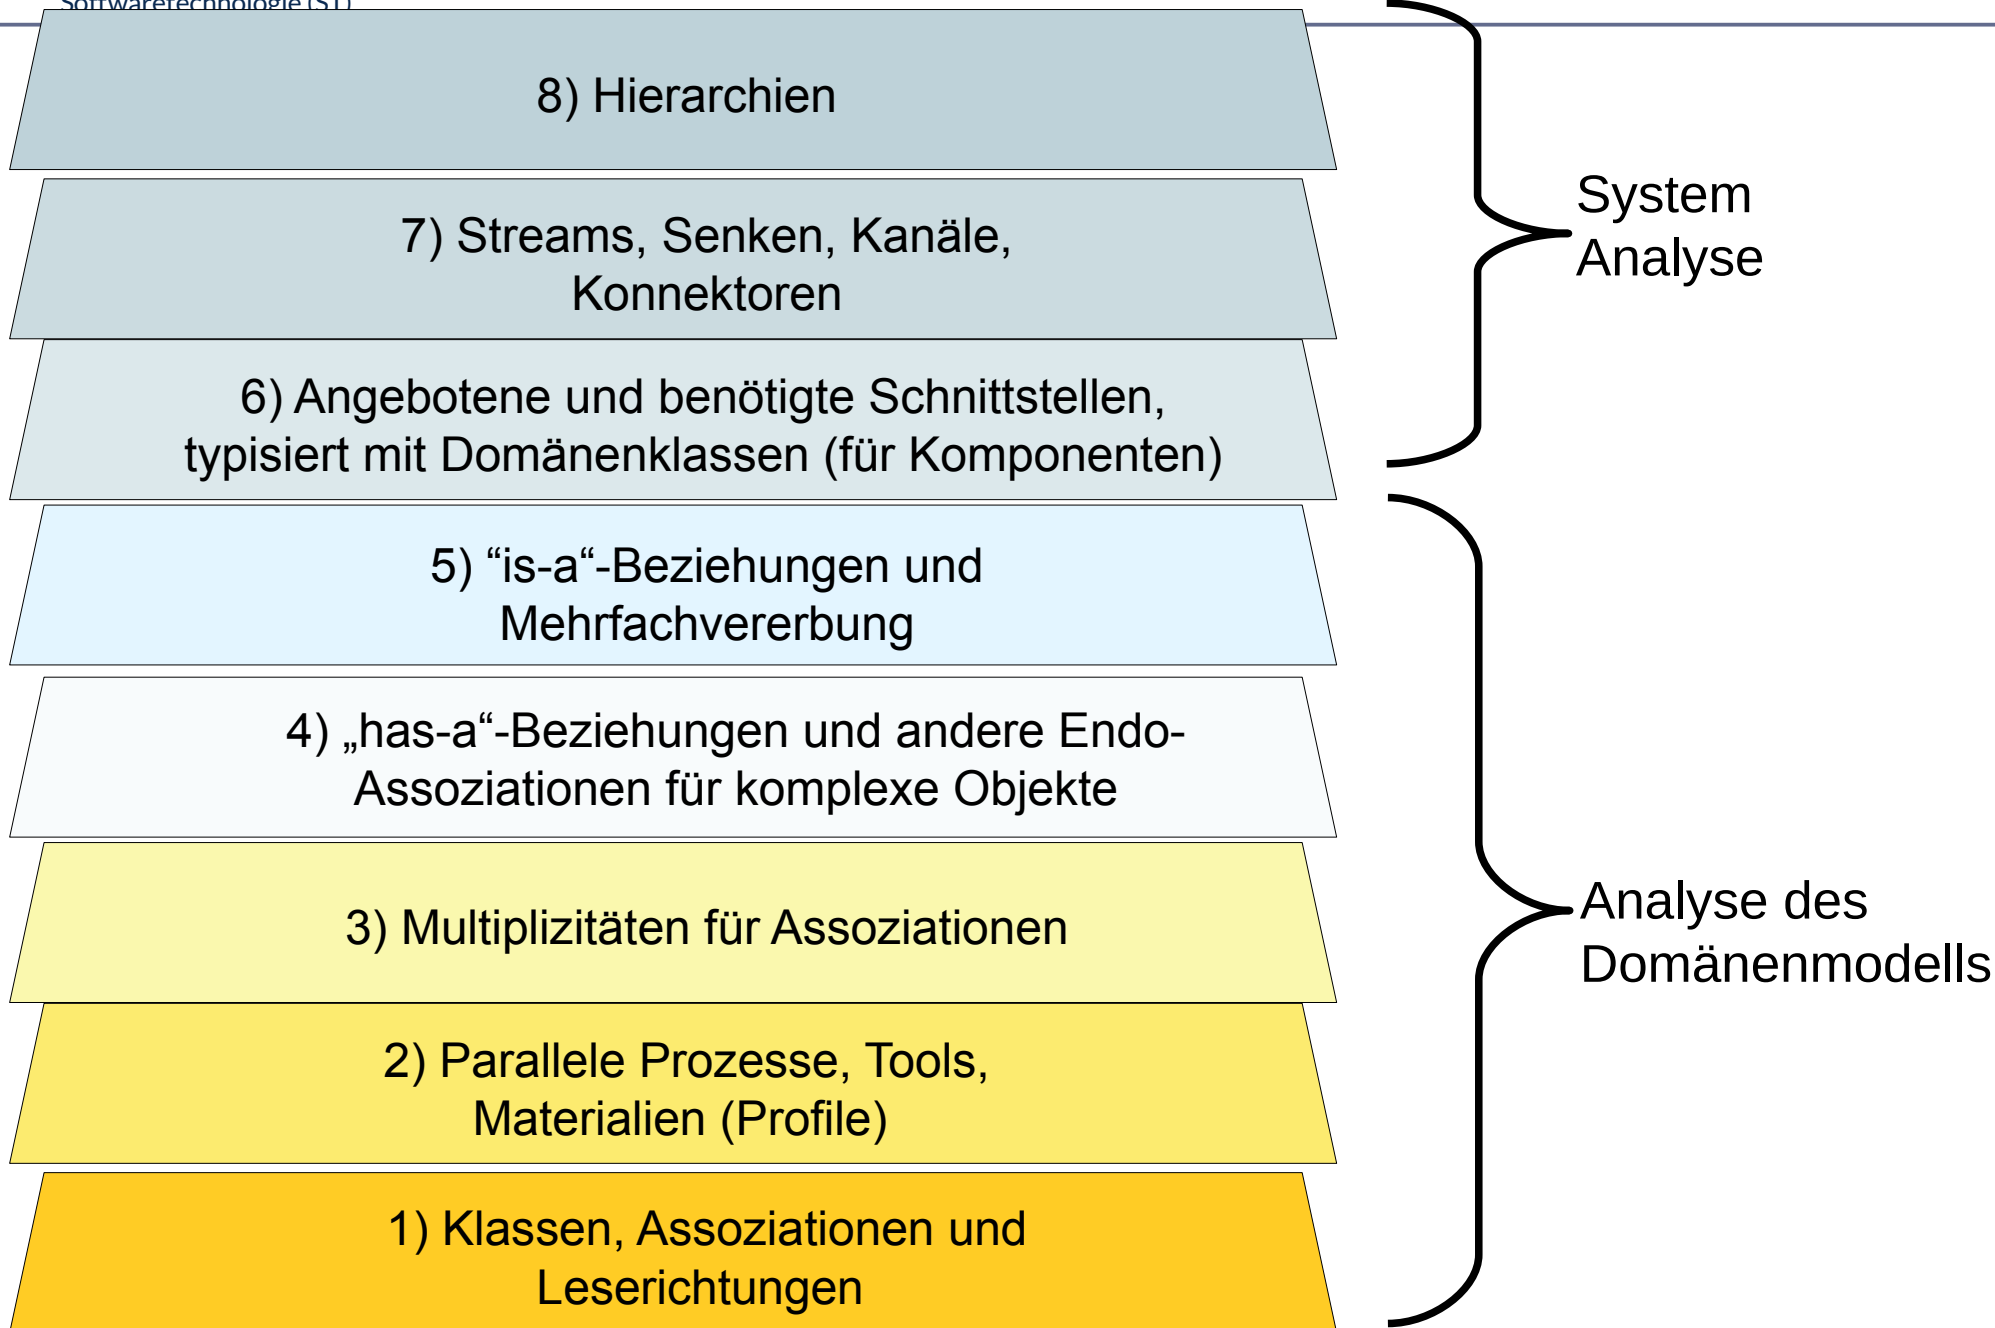 Softwaretechnologie (ST)
8) Hierarchien
7) Streams, Senken, Kanäle,
Konnektoren
System
Analyse
6) Angebotene und benötigte Schnittstellen,
typisiert mit Domänenklassen (für Komponenten)
5) “is-a“-Beziehungen und
Mehrfachvererbung
4) „has-a“-Beziehungen und andere Endo-
Assoziationen für komplexe Objekte
3) Multiplizitäten für Assoziationen
Analyse des
Domänenmodells
2) Parallele Prozesse, Tools,
Materialien (Profile)
1) Klassen, Assoziationen und
Leserichtungen